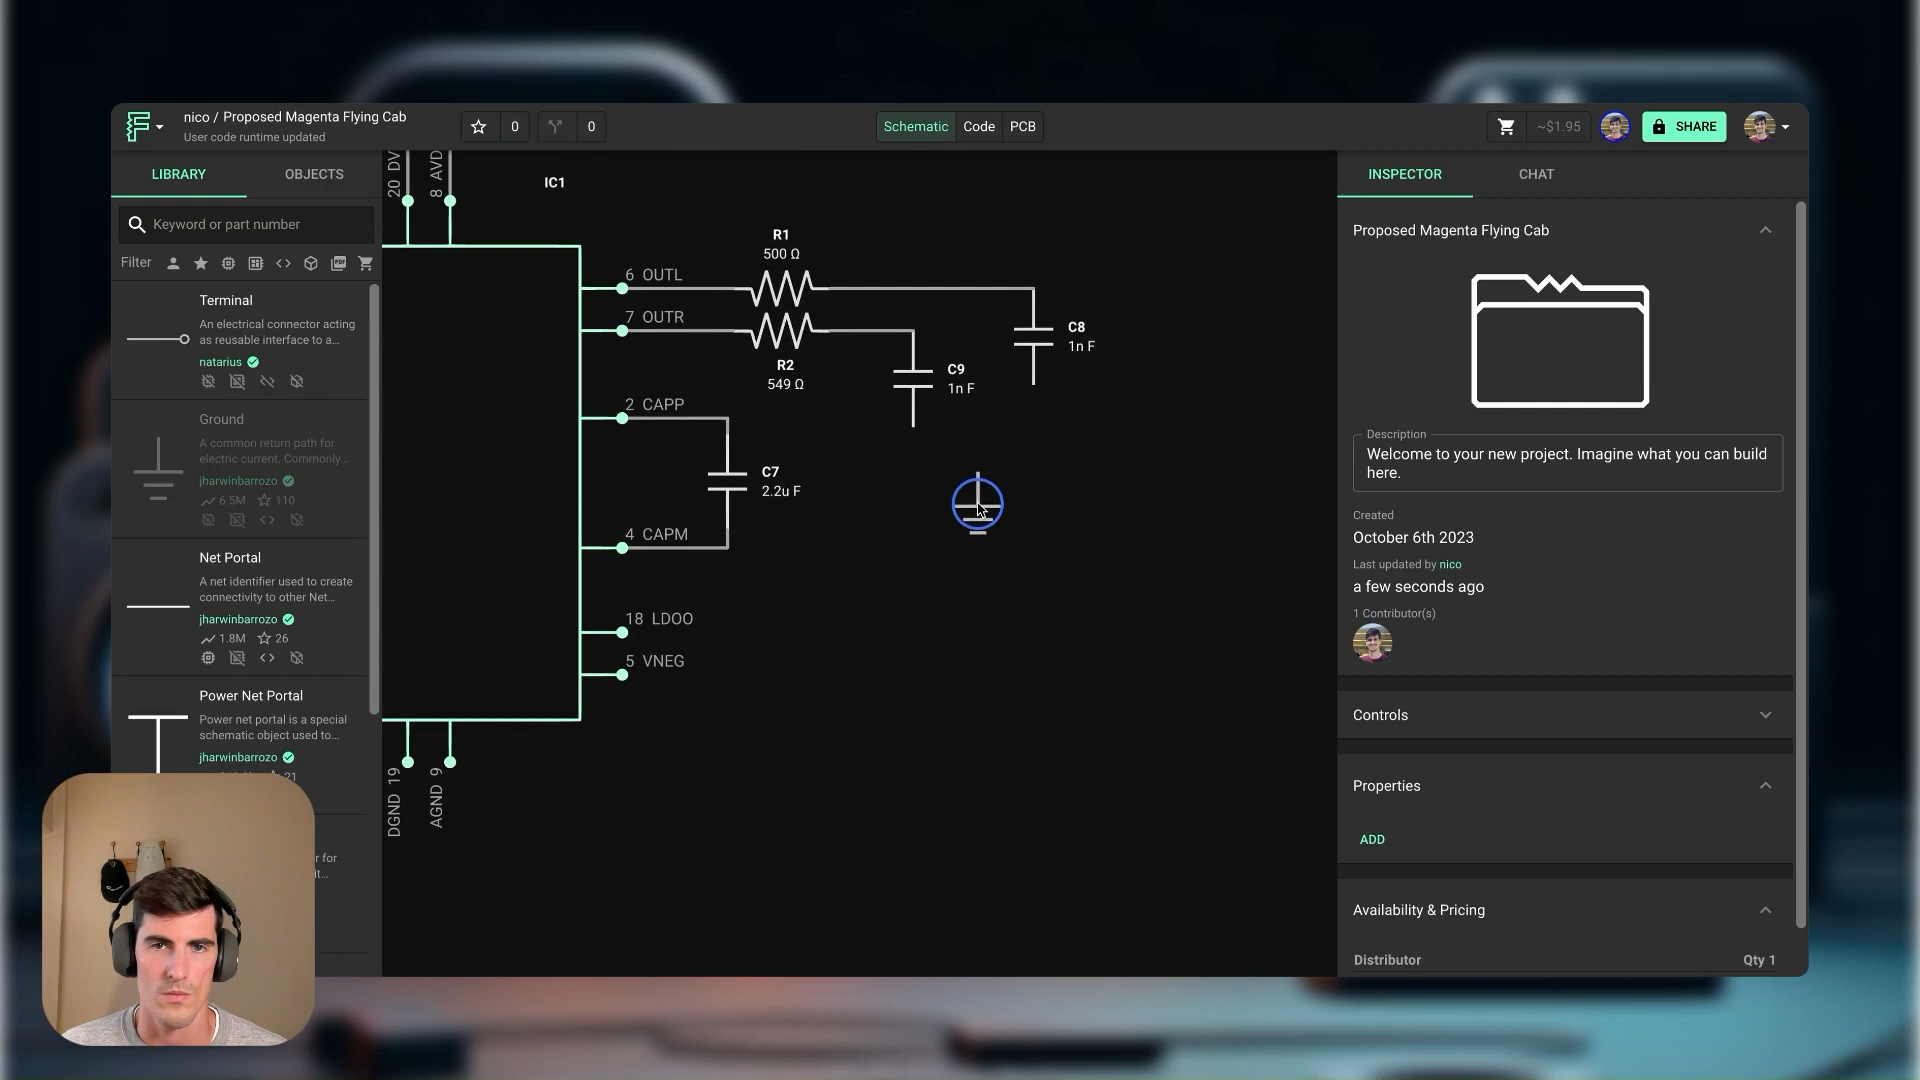 nico / Proposed Magenta Flying Cab
User code runtime updated
0
0
Schematic
Code
PCB
~$1.95
SHARE
LIBRARY
OBJECTS
Keyword or part number
Filter
Terminal
An electrical connector acting
as reusable interface to a...
natarius
Ground
A common return path for
electric current. Commonly...
jharwinbarrozo
6.5M
110
Net Portal
A net identifier used to create
connectivity to other Net...
jharwinbarrozo
1.8M
26
Power Net Portal
Power net portal is a special
schematic object used to...
jharwinbarrozo
21
r for
it...
20 DV
8 AVD
IC1
R1
500 Ω
6 OUTL
7 OUTR
R2
549 Ω
C8
1n F
C9
1n F
2 CAPP
C7
2.2u F
4 CAPM
18 LDOO
5 VNEG
DGND 19
AGND 9
INSPECTOR
CHAT
Proposed Magenta Flying Cab
Description
Welcome to your new project. Imagine what you can build
here.
Created
October 6th 2023
Last updated by nico
a few seconds ago
1 Contributor(s)
Controls
Properties
ADD
Availability & Pricing
Distributor
Qty 1